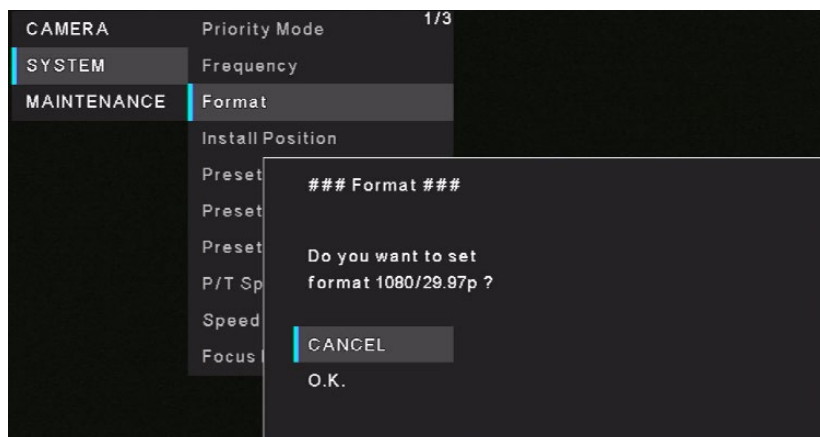 CAMERA
SYSTEM
MAINTENANCE
1/3
Priority Mode
Frequency
Format
Install Position
Preset
Preset
Preset
P/T Sp
Speed
Focus
### Format ###
Do you want to set
format 1080/29.97p ?
CANCEL
O.K.